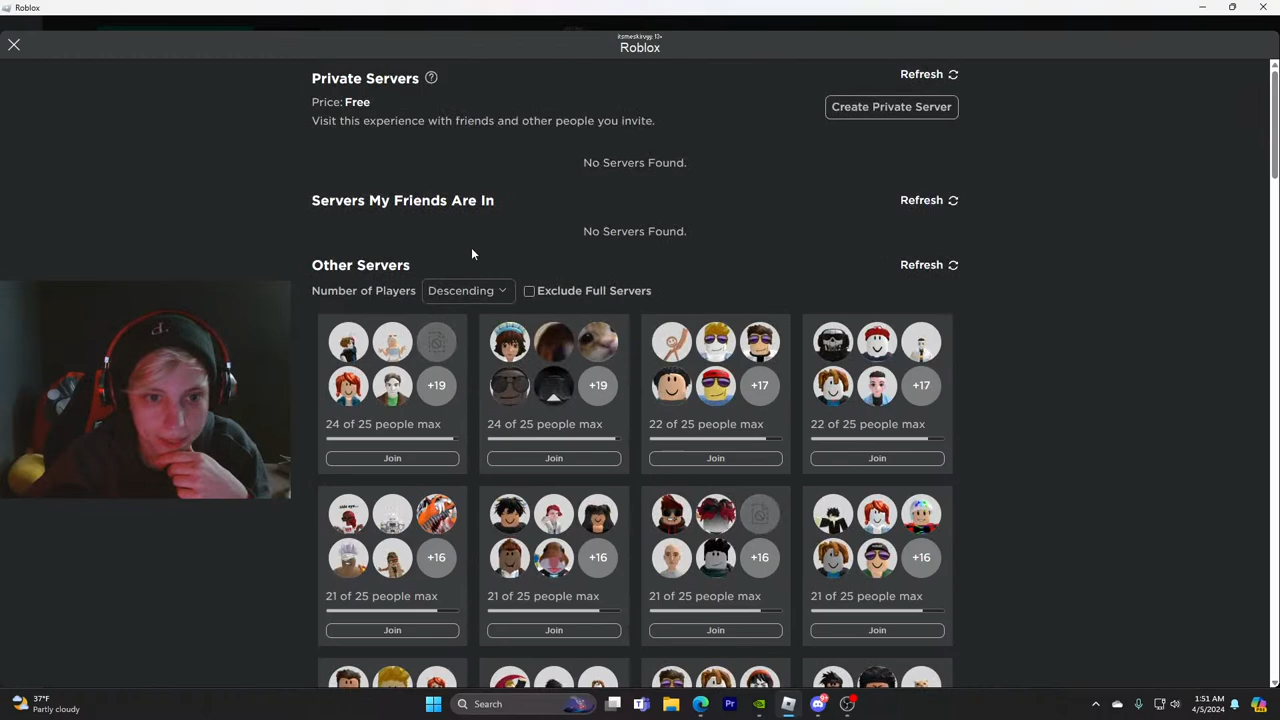 Roblox
itsmeskirvgg: 13+
Roblox
Private Servers
Refresh
Price: Free
Create Private Server
Visit this experience with friends and other people you invite.
No Servers Found.
Servers My Friends Are In
Refresh
No Servers Found.
Other Servers
Refresh
Number of Players
Descending
Exclude Full Servers
+19
+19
+17
+17
24 of 25 people max
24 of 25 people max
22 of 25 people max
22 of 25 people max
Join
Join
Join
Join
+16
+16
+16
+16
21 of 25 people max
21 of 25 people max
21 of 25 people max
21 of 25 people max
Join
Join
Join
Join
37°F
Partly cloudy
Search
Pr
1:51 AM
4/5/2024